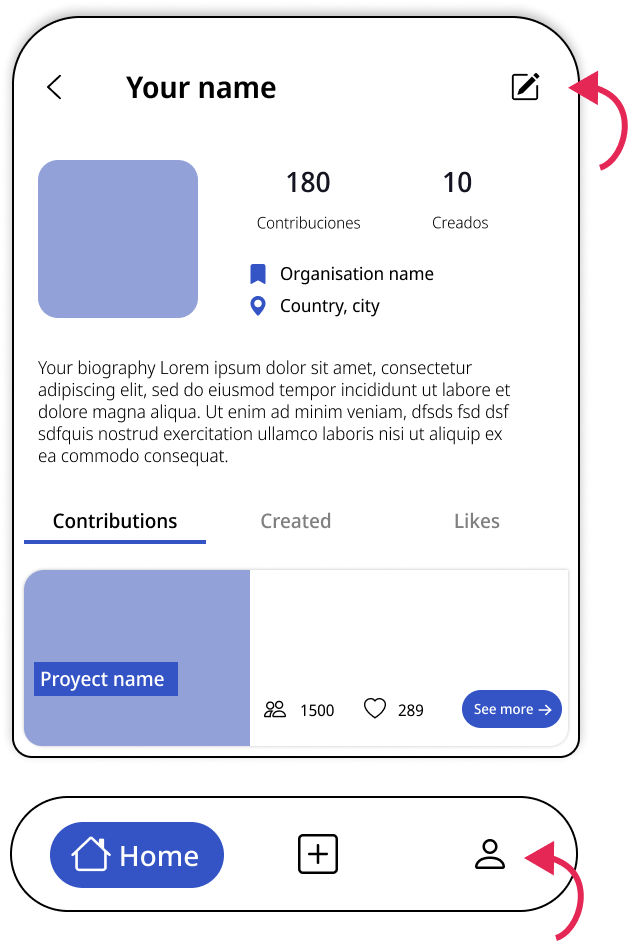 Your name
180
10
Contribuciones
Creados
Organisation name
Country, city
Your biography Lorem ipsum dolor sit amet, consectetur
adipiscing elit, sed do eiusmod tempor incididunt ut labore et
dolore magna aliqua. Ut enim ad minim veniam, dfsds fsd dsf
sdfquis nostrud exercitation ullamco laboris nisi ut aliquip ex
ea commodo consequat.
Contributions
Created
Likes
Proyect name
1500
289
See more →
Home